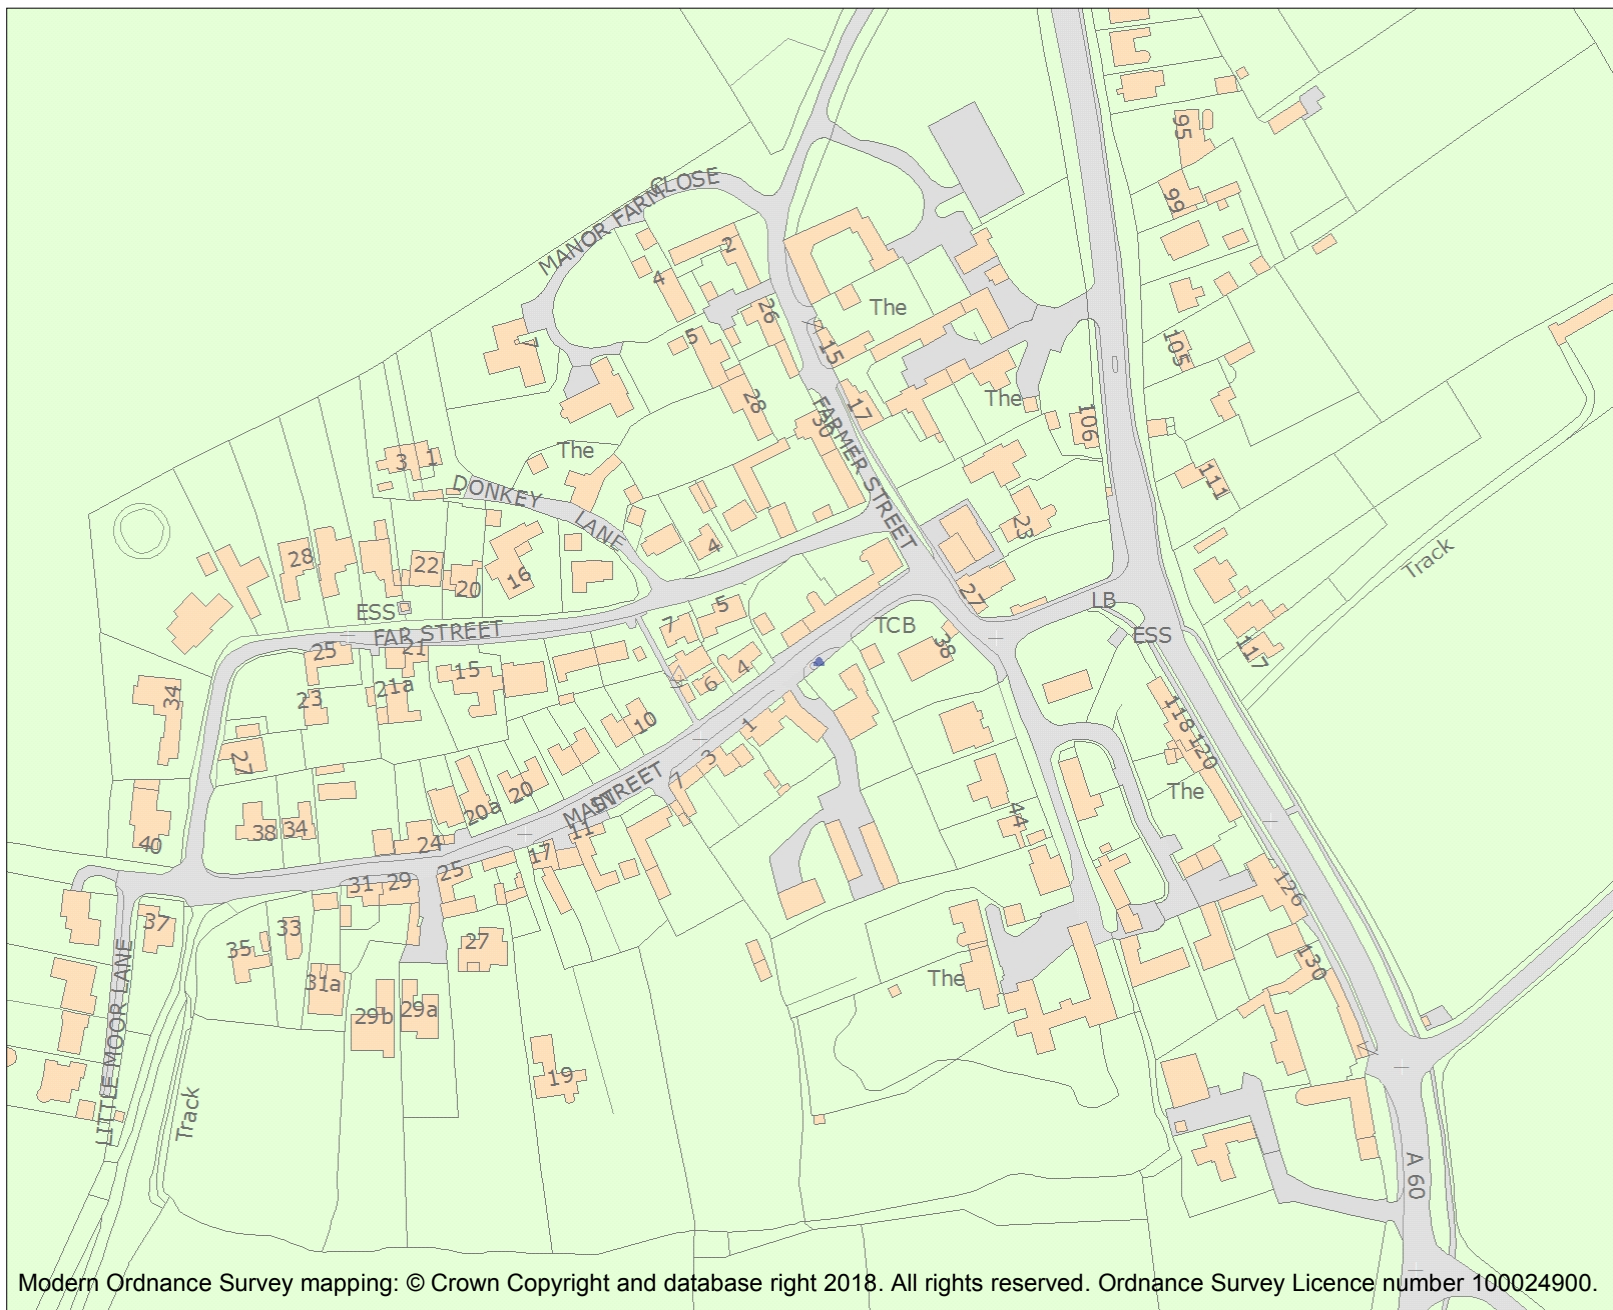 95
99
CLOSE
MANOR FARM
2
4
The
26
5
15
7
105
28
The
17
30
106
FARMER STREET
The
3
1
DONKEY
LANE
111
23
4
28
22
20
16
Track
ESS
FAR STREET
5
7
27
LB
TCB
38
ESS
117
25
21
15
21a
23
4
6
34
10
1
118
120
27
3
7
The
MAIN STREET
20
20a
44
38
34
24
11
40
17
31
29
25
126
37
33
35
27
130
The
31a
LITTLE MOOR LANE
29b
29a
19
Track
A 60
Modern Ordnance Survey mapping: © Crown Copyright and database right 2018. All rights reserved. Ordnance Survey Licence number 100024900.